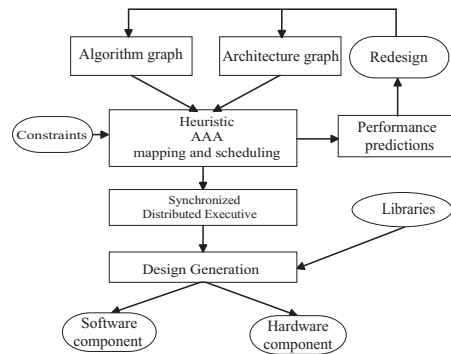 Algorithm graph
Architecture graph
Redesign
Constraints
Heuristic
AAA
mapping and scheduling
Performance
predictions
Synchronized
Distributed Executive
Libraries
Design Generation
Software
component
Hardware
component